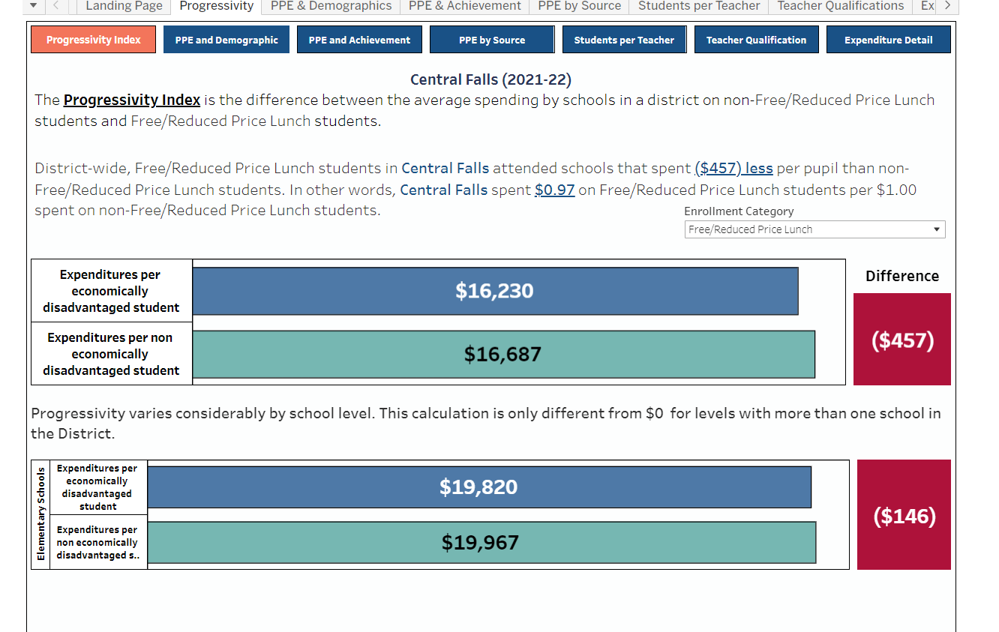 Landing Page Progressivity PPE & Demographics PPE & Achievement PPE by Source Students per Teacher Teacher Qualifications Ex
Progressivity Index PPE and Demographic PPE and Achievement PPE by Source Students per Teacher Teacher Qualification Expenditure Detail
Central Falls (2021-22)
The Progressivity Index is the difference between the average spending by schools in a district on non-Free/Reduced Price Lunch
students and Free/Reduced Price Lunch students.
District-wide, Free/Reduced Price Lunch students in Central Falls attended schools that spent ($457) less per pupil than non-
Free/Reduced Price Lunch students. In other words, Central Falls spent $0.97 on Free/Reduced Price Lunch students per $1.00
spent on non-Free/Reduced Price Lunch students.
Enrollment Category
Free/Reduced Price Lunch
Expenditures per
economically
disadvantaged student
$16,230
Expenditures per non
economically
disadvantaged student
$16,687
Difference
($457)
Progressivity varies considerably by school level. This calculation is only different from $0 for levels with more than one school in
the District.
Elementary Schools
Expenditures per
economically
disadvantaged
student
$19,820
Expenditures per
non economically
disadvantaged s..
$19,967
($146)